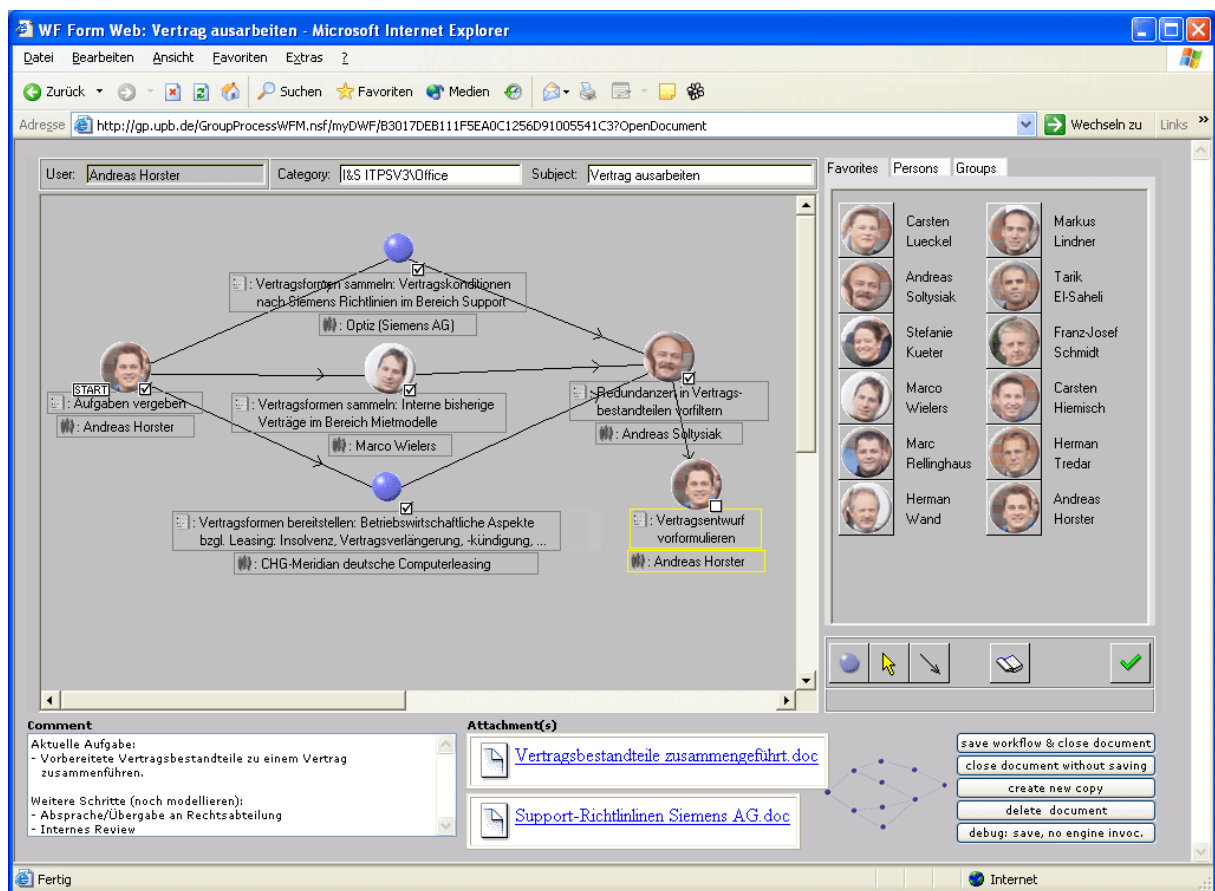 WF Form Web: Vertrag ausarbeiten - Microsoft Internet Explorer
Datei Bearbeiten Ansicht Favoriten Extras ?
Zurück Suchen Favoriten Medien
Adresse http://gp.upb.de/GroupProcessWFM.nsf/myDWF/B3017DEB111F5EA0C1256D91005541C3?OpenDocument Wechseln zu Links »
User: Andreas Horster Category: I&S ITPSV3\Office Subject: Vertrag ausarbeiten
: Vertragsformen sammeln: Vertragskonditionen
nach Siemens Richtlinien im Bereich Support
: Optiz (Siemens AG)
START
: Aufgaben vergeben
: Andreas Horster
: Vertragsformen sammeln: Interne bisherige
Verträge im Bereich Mietmodelle
: Marco Wielers
: Redundanzen in Vertrags-
bestandteilen vorfiltern
: Andreas Soltysiak
: Vertragsformen bereitstellen: Betriebswirtschaftliche Aspekte
bzgl. Leasing: Insolvenz, Vertragsverlängerung, -kündigung, ...
: CHG-Meridian deutsche Computerleasing
: Vertragsentwurf
vorformulieren
: Andreas Horster
Favorites Persons Groups
Carsten
Lueckel
Markus
Lindner
Andreas
Soltysiak
Tarik
El-Saheli
Stefanie
Kueter
Franz-Josef
Schmidt
Marco
Wielers
Carsten
Hiemisch
Marc
Rellinghaus
Herman
Tredar
Herman
Wand
Andreas
Horster
Comment
Aktuelle Aufgabe:
- Vorbereitete Vertragsbestandteile zu einem Vertrag
zusammenführen.
Weitere Schritte (noch modellieren):
- Absprache/Übergabe an Rechtsabteilung
- Internes Review
Attachment(s)
Vertragsbestandteile zusammengeführt.doc
Support-Richtlinlinen Siemens AG.doc
save workflow & close document
close document without saving
create new copy
delete document
debug: save, no engine invoc.
Fertig Internet